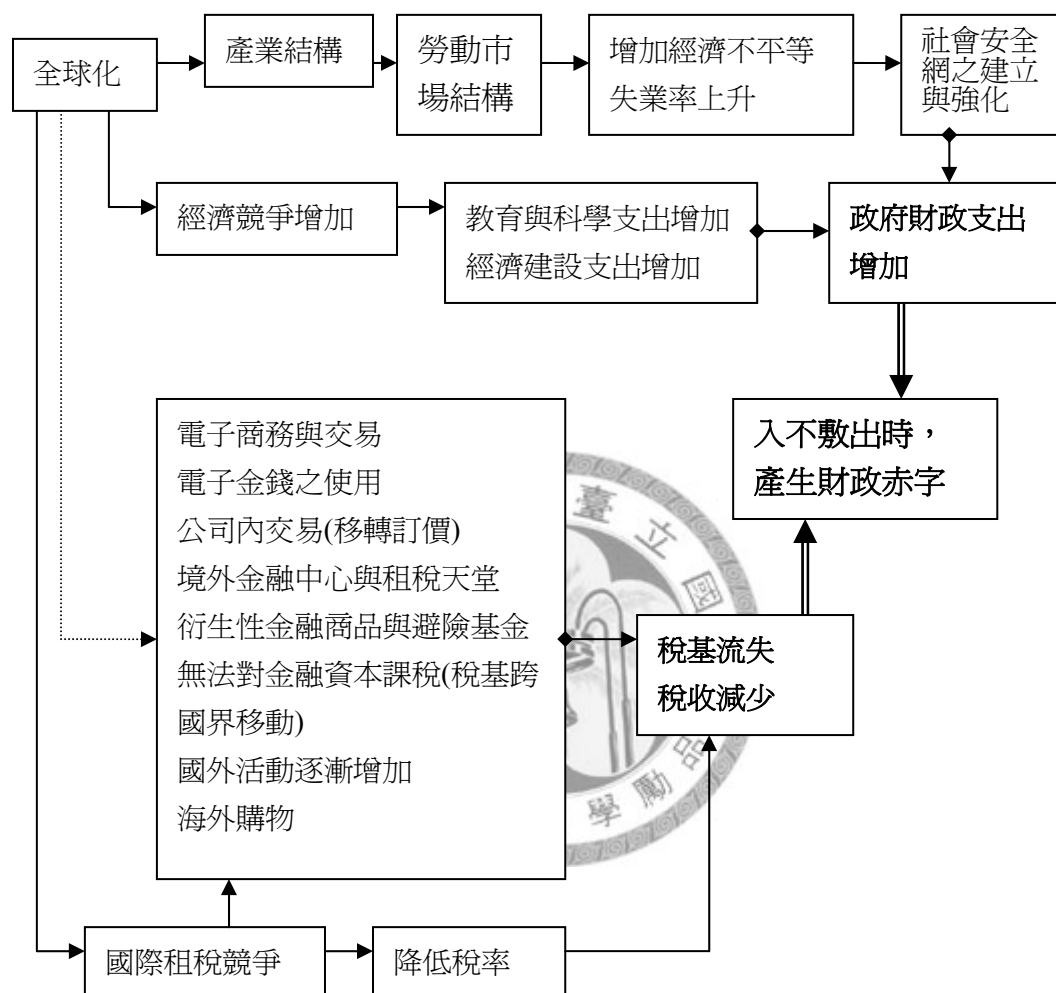 全球化
產業結構
勞動市
場結構
增加經濟不平等
失業率上升
社會安全
網之建立
與強化
經濟競爭增加
教育與科學支出增加
經濟建設支出增加
政府財政支出
增加
電子商務與交易
電子金錢之使用
公司內交易(移轉訂價)
境外金融中心與租稅天堂
衍生性金融商品與避險基金
無法對金融資本課稅(稅基跨
國界移動)
國外活動逐漸增加
海外購物
入不敷出時，
產生財政赤字
稅基流失
稅收減少
國際租稅競爭
降低稅率
臺立國
品勵學